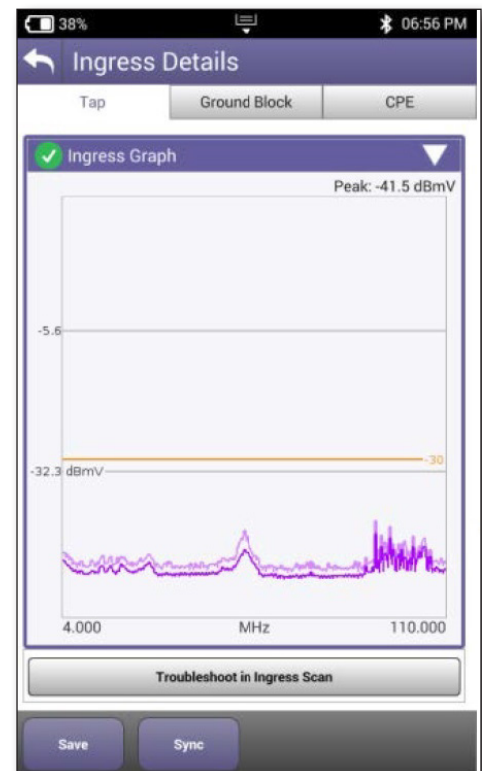 38%
06:56 PM
Ingress Details
Tap
Ground Block
CPE
Ingress Graph
Peak: -41.5 dBmV
-5.6
-30
-32.3 dBmV
4.000
MHz
110.000
Troubleshoot in Ingress Scan
Save
Sync